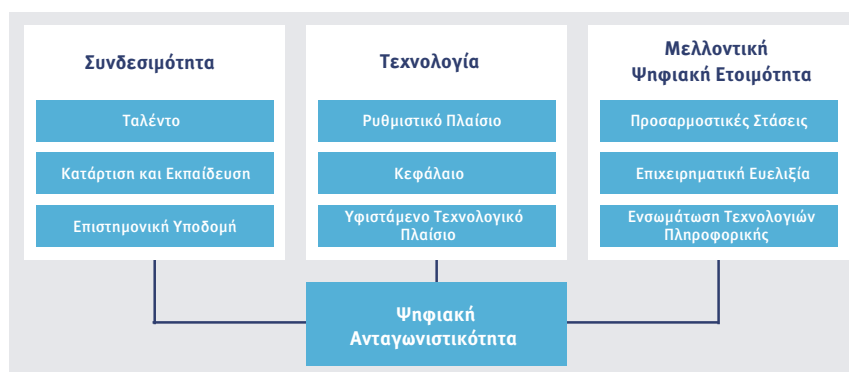 Συνδεσιμότητα
Ταλέντο
Κατάρτιση και Εκπαίδευση
Επιστημονική Υποδομή
Τεχνολογία
Ρυθμιστικό Πλαίσιο
Κεφάλαιο
Υφιστάμενο Τεχνολογικό
Πλαίσιο
Μελλοντική
Ψηφιακή Ετοιμότητα
Προσαρμοστικές Στάσεις
Επιχειρηματική Ευελιξία
Ενσωμάτωση Τεχνολογιών
Πληροφορικής
Ψηφιακή
Ανταγωνιστικότητα